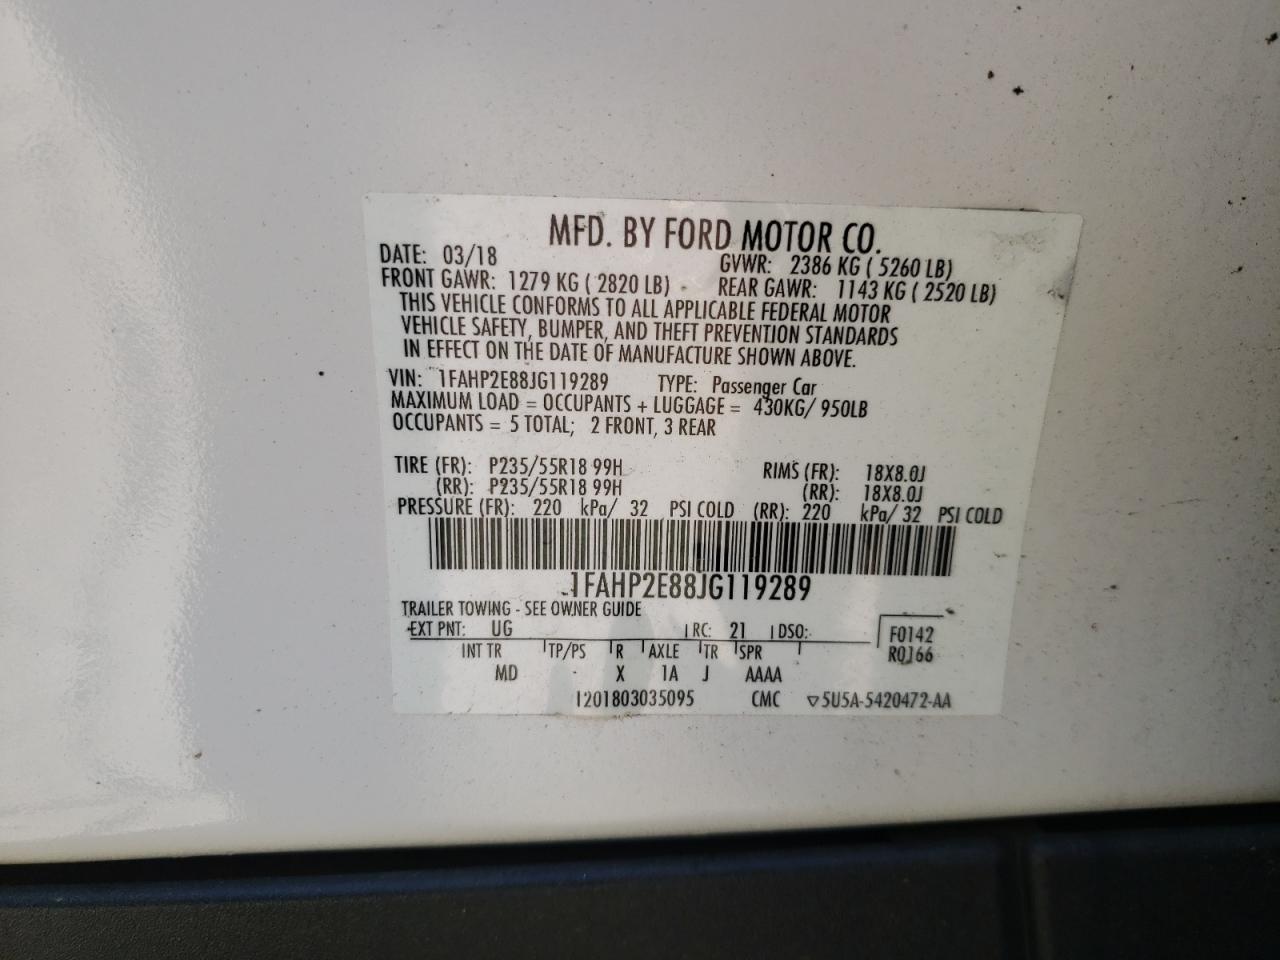 MFD. BY FORD MOTOR CO.
DATE: 03/18 GVWR: 2386 KG ( 5260 LB)
FRONT GAWR: 1279 KG ( 2820 LB) - REAR GAWR: 1143 KG ( 2520 LB)
THIS VEHICLE CONFORMS TO ALL APPLICABLE FEDERAL MOTOR
VEHICLE SAFETY, BUMPER, AND THEFT PREVENTION STANDARDS
IN EFFECT ON THE DATE OF MANUFACTURE SHOWN ABOVE.
VIN: 1FAHP2E88JG119289 TYPE: Passenger Car
MAXIMUM LOAD = OCCUPANTS + LUGGAGE = 430KG/ 950LB
OCCUPANTS = 5 TOTAL; 2 FRONT, 3 REAR
TIRE (FR): P235/55R18 99H RIMS (FR): 18X8.0J
(RR): P235/55R18 99H (RR): 18X8.0J
PRESSURE (FR): 220 kPa/ 32 PSI COLD (RR): 220 kPa/ 32 PSI COLD
1FAHP2E88JG119289
TRAILER TOWING - SEE OWNER GUIDE
EXT PNT: UG RC: 21 DSO: F0142
INT TR TP/PS R AXLE TR SPR R0166
MD - X 1A J AAAA
I201803035095 CMC ▽5U5A-5420472-AA